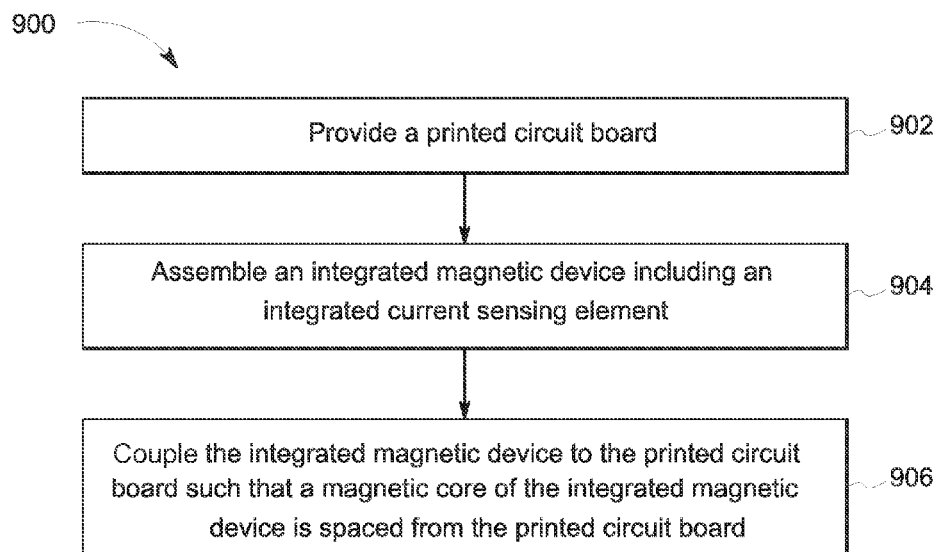 900
Provide a printed circuit board
902
Assemble an integrated magnetic device including an
integrated current sensing element
904
Couple the integrated magnetic device to the printed circuit
board such that a magnetic core of the integrated magnetic
device is spaced from the printed circuit board
906